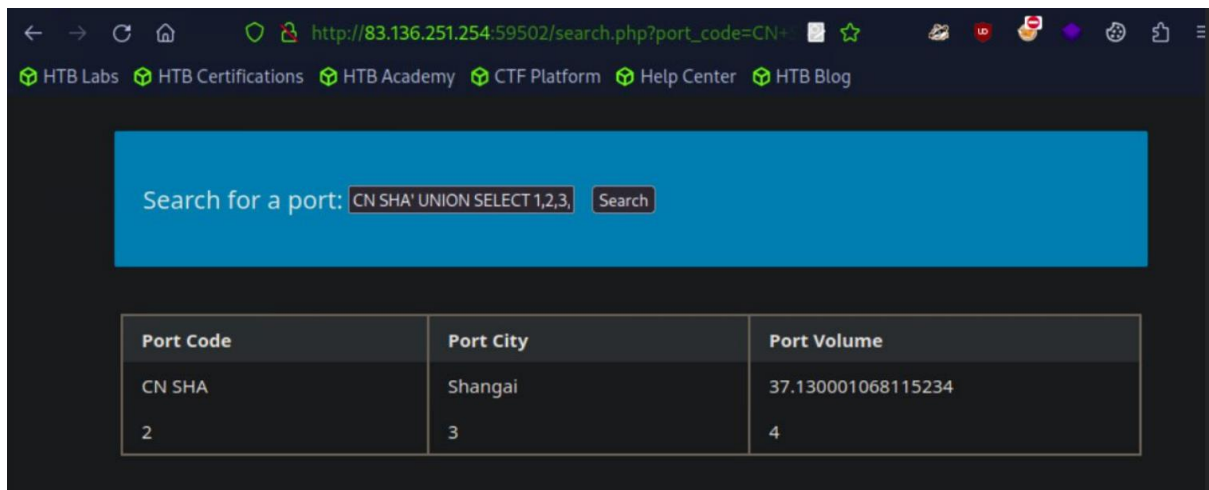 http://83.136.251.254:59502/search.php?port_code=CN+
HTB Labs HTB Certifications HTB Academy CTF Platform Help Center HTB Blog
Search for a port: CN SHA' UNION SELECT 1,2,3, Search
Port Code Port City Port Volume
CN SHA Shangai 37.130001068115234
2 3 4